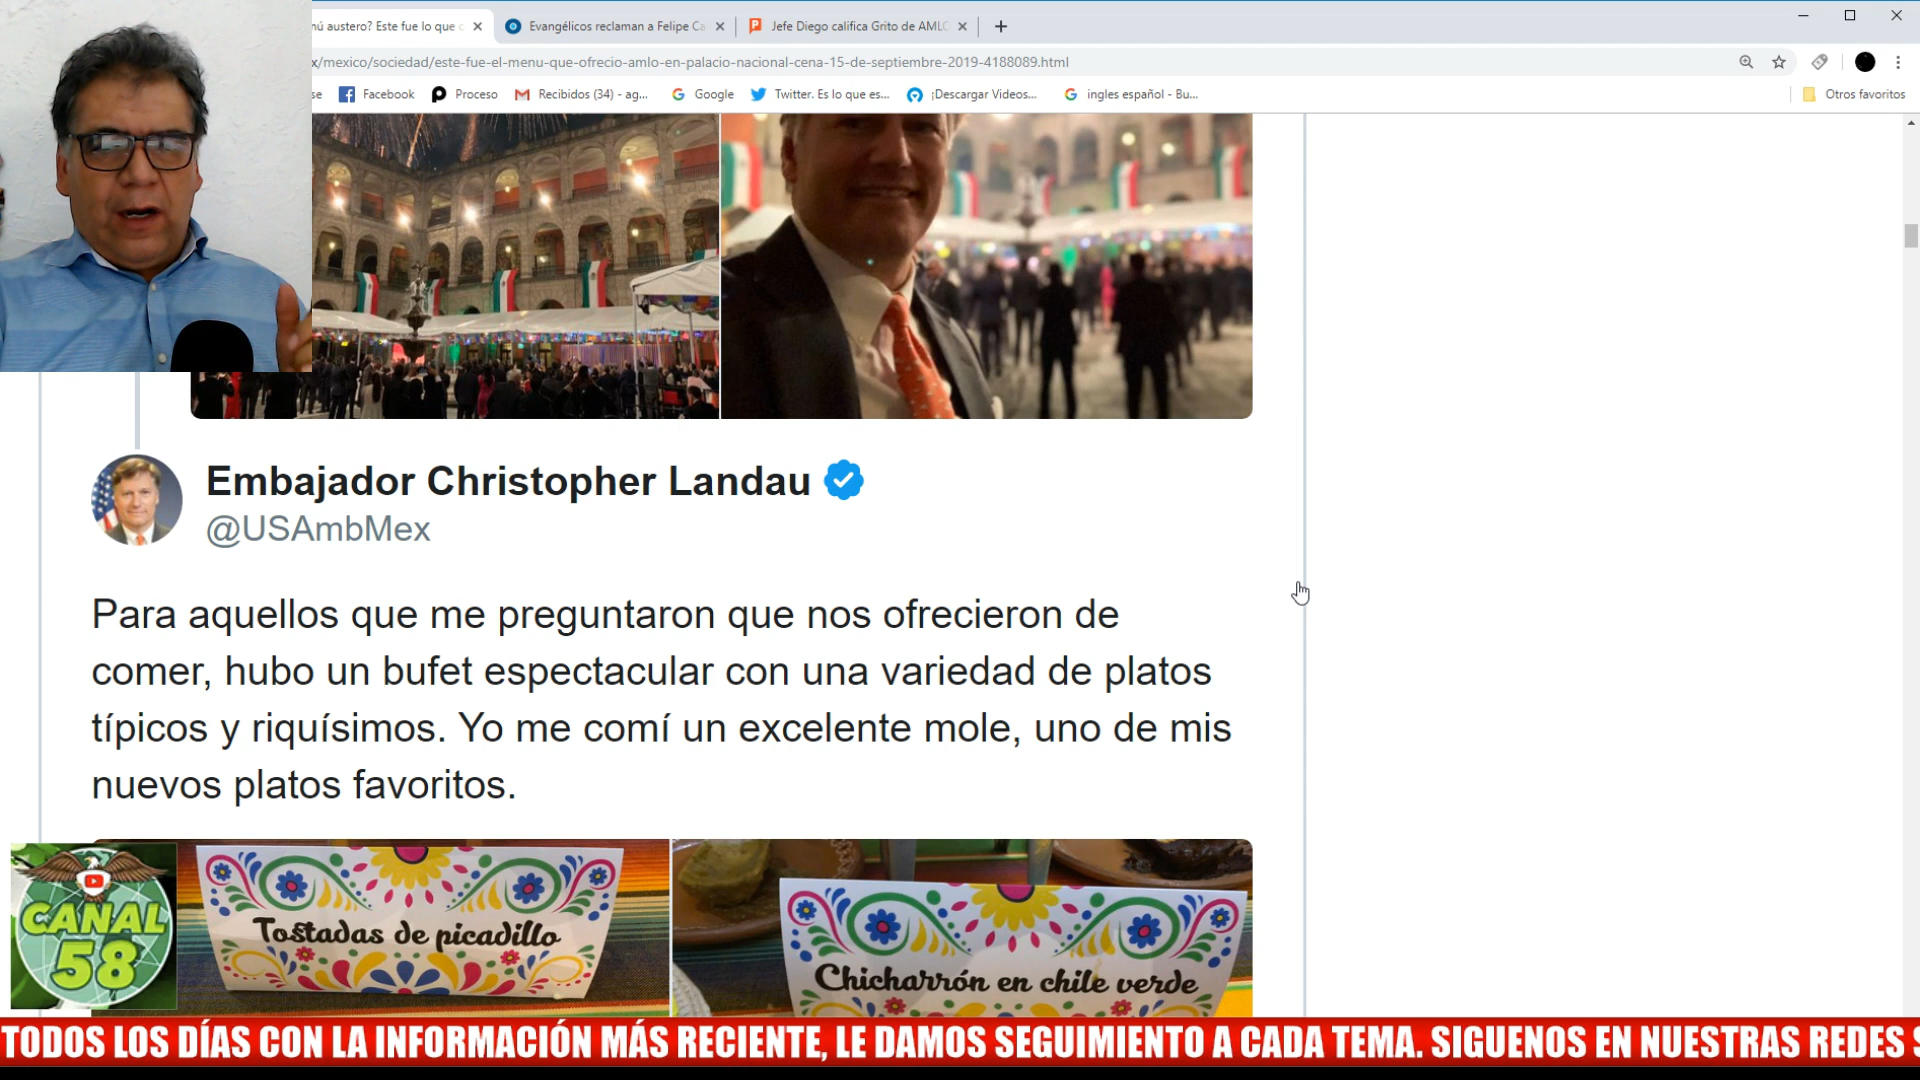 nú austero? Este fue lo que c
Evangélicos reclaman a Felipe Ca
Jefe Diego califica Grito de AMLO
x/mexico/sociedad/este-fue-el-menu-que-ofrecio-amlo-en-palacio-nacional-cena-15-de-septiembre-2019-4188089.html
se
Facebook
Proceso
Recibidos (34) - ag...
Google
Twitter. Es lo que es...
¡Descargar Videos...
ingles español - Bu...
Otros favoritos
Embajador Christopher Landau
@USAmbMex
Para aquellos que me preguntaron que nos ofrecieron de
comer, hubo un bufet espectacular con una variedad de platos
típicos y riquísimos. Yo me comí un excelente mole, uno de mis
nuevos platos favoritos.
Tostadas de picadillo
Chicharrón en chile verde
CANAL
58
TODOS LOS DÍAS CON LA INFORMACIÓN MÁS RECIENTE, LE DAMOS SEGUIMIENTO A CADA TEMA. SIGUENOS EN NUESTRAS REDES S